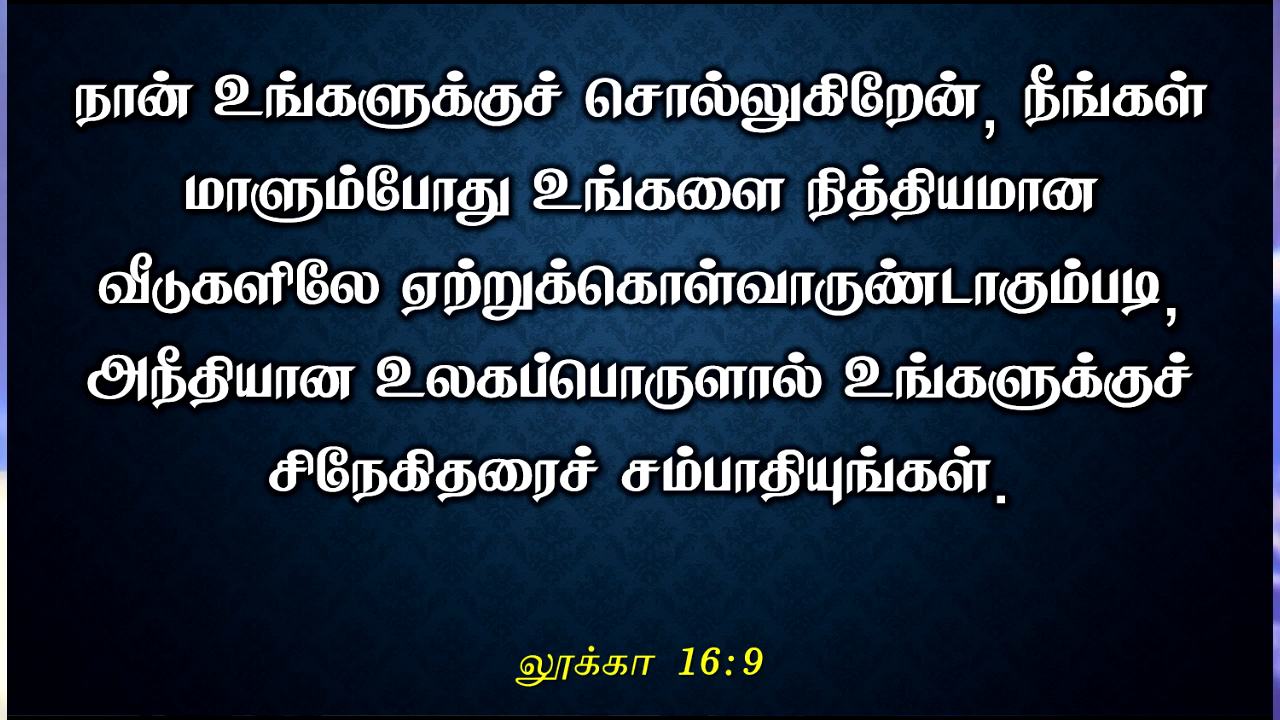 நான் உங்களுக்குச் சொல்லுகிறேன், நீங்கள்
மாளும்போது உங்களை நித்தியமான
வீடுகளிலே ஏற்றுக்கொள்வாருண்டாகும்படி,
அநீதியான உலகப்பொருளால் உங்களுக்குச்
சிநேகிதரைச் சம்பாதியுங்கள்.
லூக்கா 16:9